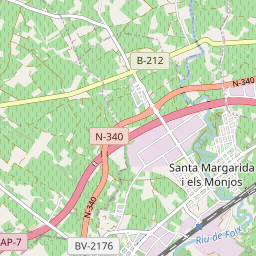 B-212
N-340
N-340
Santa Margarida
i els Monjos
N-340
AP-7
BV-2176
Riu de Foix